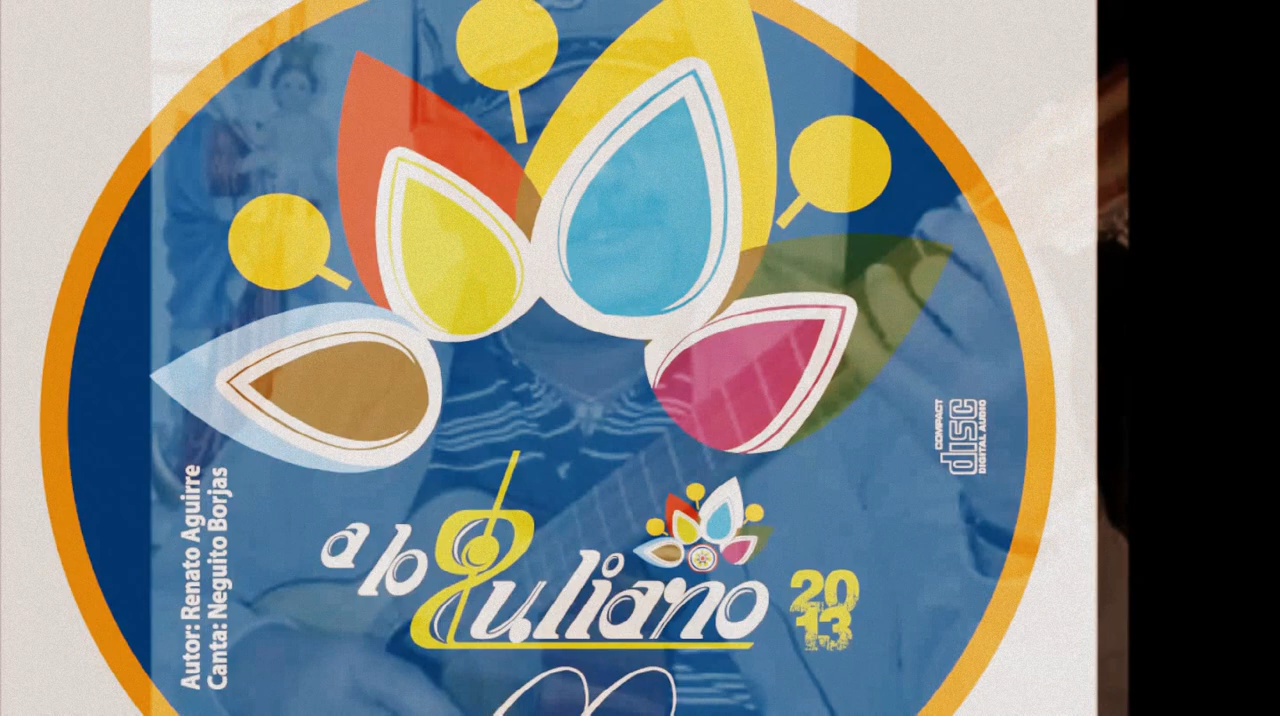 Autor: Renato Aguirre
Canta: Neguito Borjas
a lo Zuliano
2013
COMPACT
disc
DIGITAL AUDIO